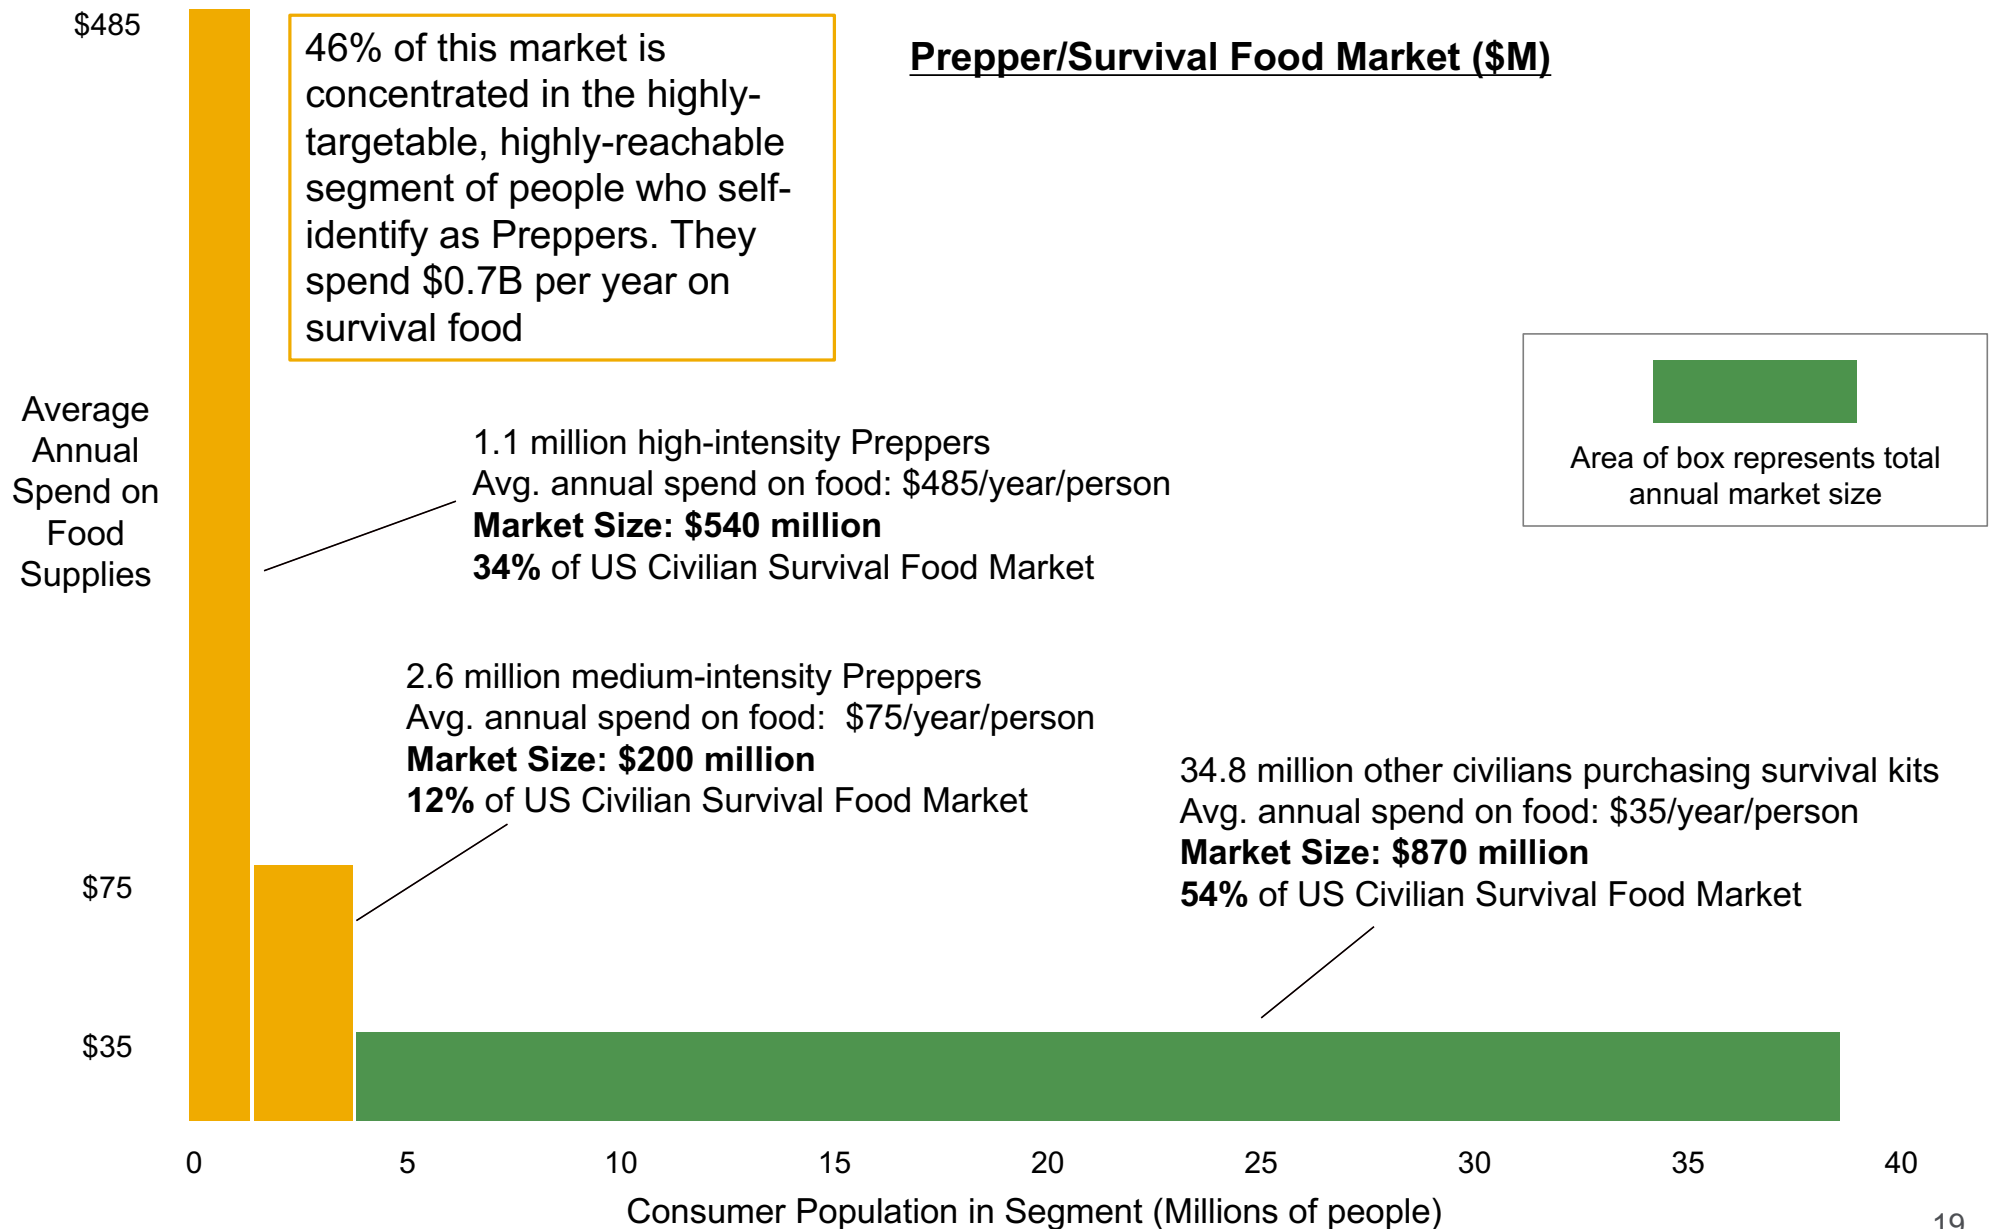 $485
46% of this market is
concentrated in the highly-
targetable, highly-reachable
segment of people who self-
identify as Preppers. They
spend $0.7B per year on
survival food
Prepper/Survival Food Market ($M)
Area of box represents total
annual market size
Average
Annual
Spend on
Food
Supplies
1.1 million high-intensity Preppers
Avg. annual spend on food: $485/year/person
Market Size: $540 million
34% of US Civilian Survival Food Market
2.6 million medium-intensity Preppers
Avg. annual spend on food:  $75/year/person
Market Size: $200 million
12% of US Civilian Survival Food Market
34.8 million other civilians purchasing survival kits
Avg. annual spend on food: $35/year/person
Market Size: $870 million
54% of US Civilian Survival Food Market
$75
$35
0 5 10 15 20 25 30 35 40
Consumer Population in Segment (Millions of people)
19